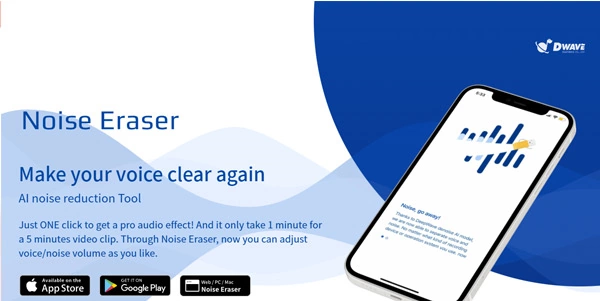 DWAVE
Noise Eraser
Make your voice clear again
AI noise reduction Tool
Just ONE click to get a pro audio effect! And it only take 1 minute for
a 5 minutes video clip. Through Noise Eraser, now you can adjust
voice/noise volume as you like.
Available on the
App Store
GET IT ON
Google Play
Web / PC / Mac
Noise Eraser
Noise, go away!
Thanks to DeepWave denoise AI model,
we are now able to separate voice and
noise. No matter what kind of recording
device or operation system you use, now